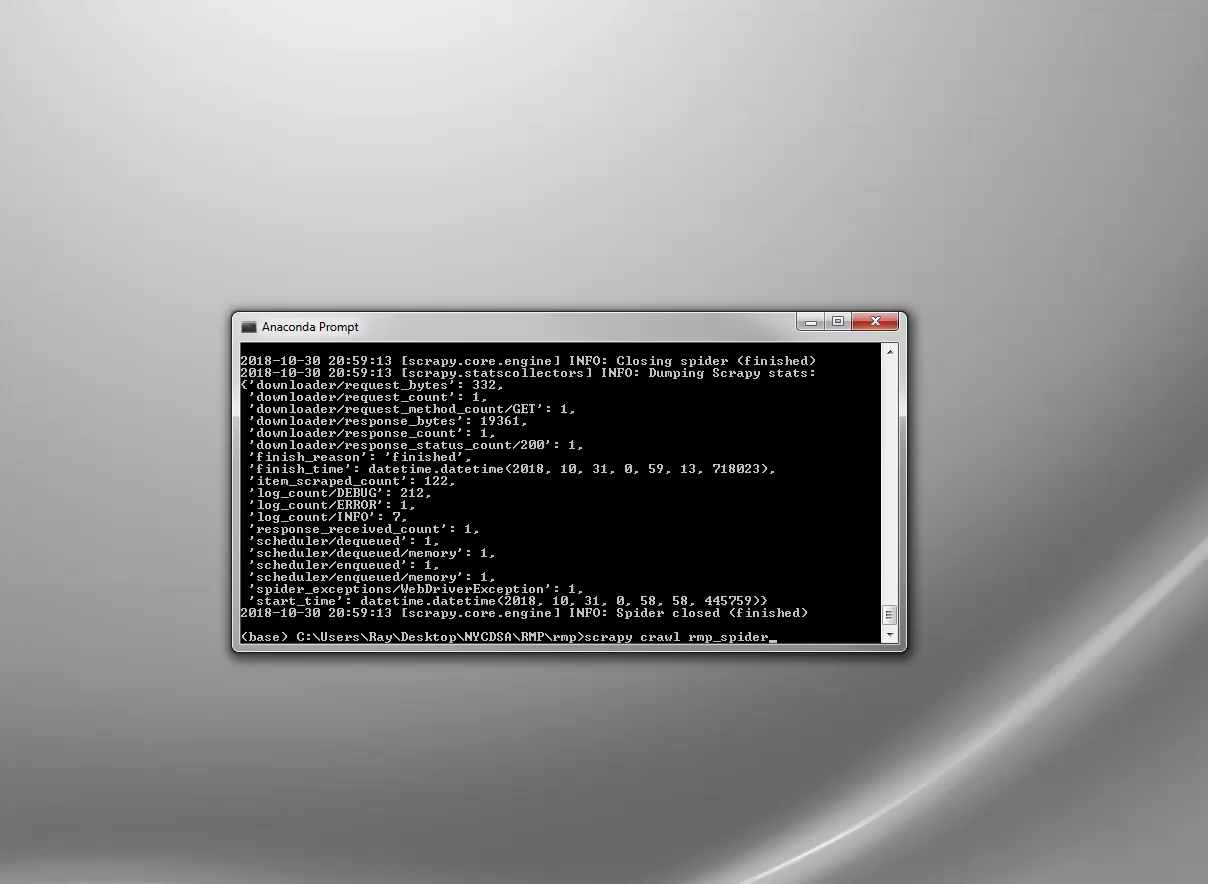 Anaconda Prompt
2018-10-30 20:59:13 [scrapy.core.engine] INFO: Closing spider (finished)
2018-10-30 20:59:13 [scrapy.statscollectors] INFO: Dumping Scrapy stats:
{'downloader/request_bytes': 332,
'downloader/request_count': 1,
'downloader/request_method_count/GET': 1,
'downloader/response_bytes': 19361,
'downloader/response_count': 1,
'downloader/response_status_count/200': 1,
'finish_reason': 'finished',
'finish_time': datetime.datetime(2018, 10, 31, 0, 59, 13, 718023),
'item_scraped_count': 122,
'log_count/DEBUG': 212,
'log_count/ERROR': 1,
'log_count/INFO': 7,
'response_received_count': 1,
'scheduler/dequeued': 1,
'scheduler/dequeued/memory': 1,
'scheduler/enqueued': 1,
'scheduler/enqueued/memory': 1,
'spider_exceptions/WebDriverException': 1,
'start_time': datetime.datetime(2018, 10, 31, 0, 58, 58, 445759)}
2018-10-30 20:59:13 [scrapy.core.engine] INFO: Spider closed (finished)
(base) C:\Users\Ray\Desktop\NYCDSA\RMP\rmp>scrapy crawl rmp_spider_